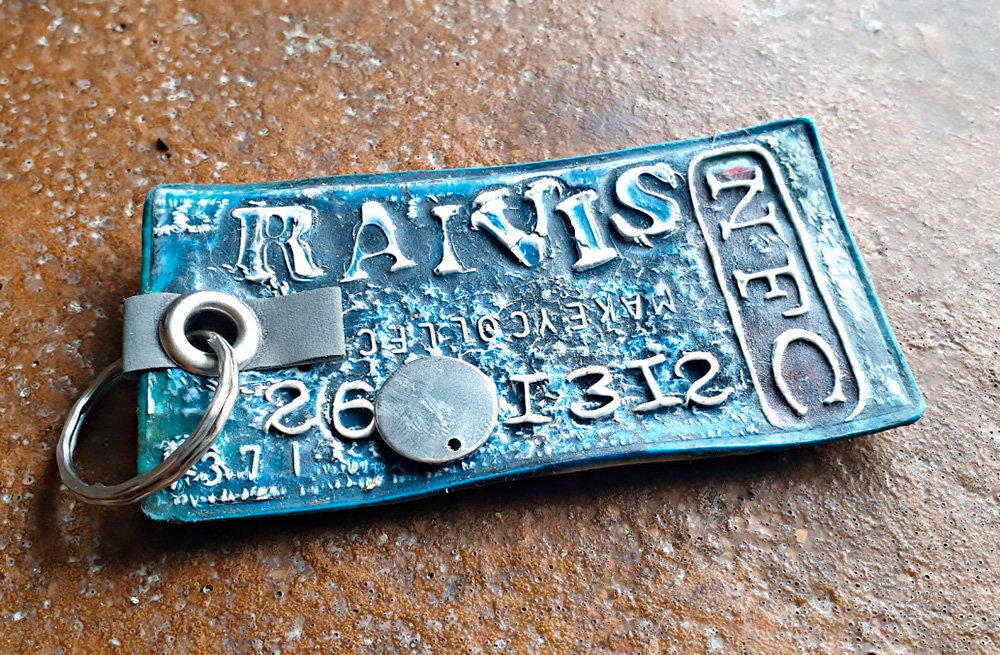 RAIVIS
MAKEYCOLLEC
26 1312
371
NFC